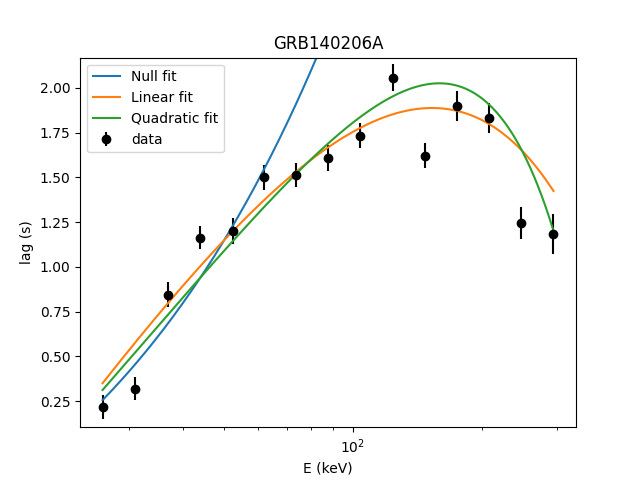 GRB140206A
Null fit
Linear fit
Quadratic fit
data
2.00
1.75
1.50
1.25
1.00
0.75
0.50
0.25
lag (s)
10²
E (keV)